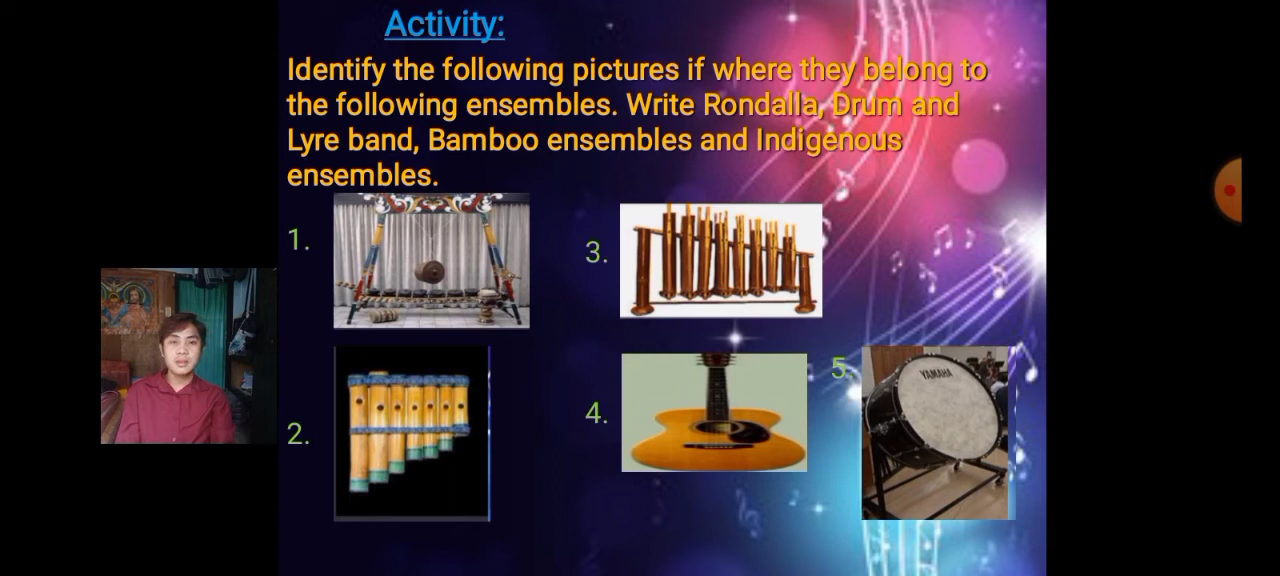 Activity:
Identify the following pictures if where they belong to
the following ensembles. Write Rondalla, Drum and
Lyre band, Bamboo ensembles and Indigenous
ensembles.
1.
3.
2.
4.
5.
YAMAHA